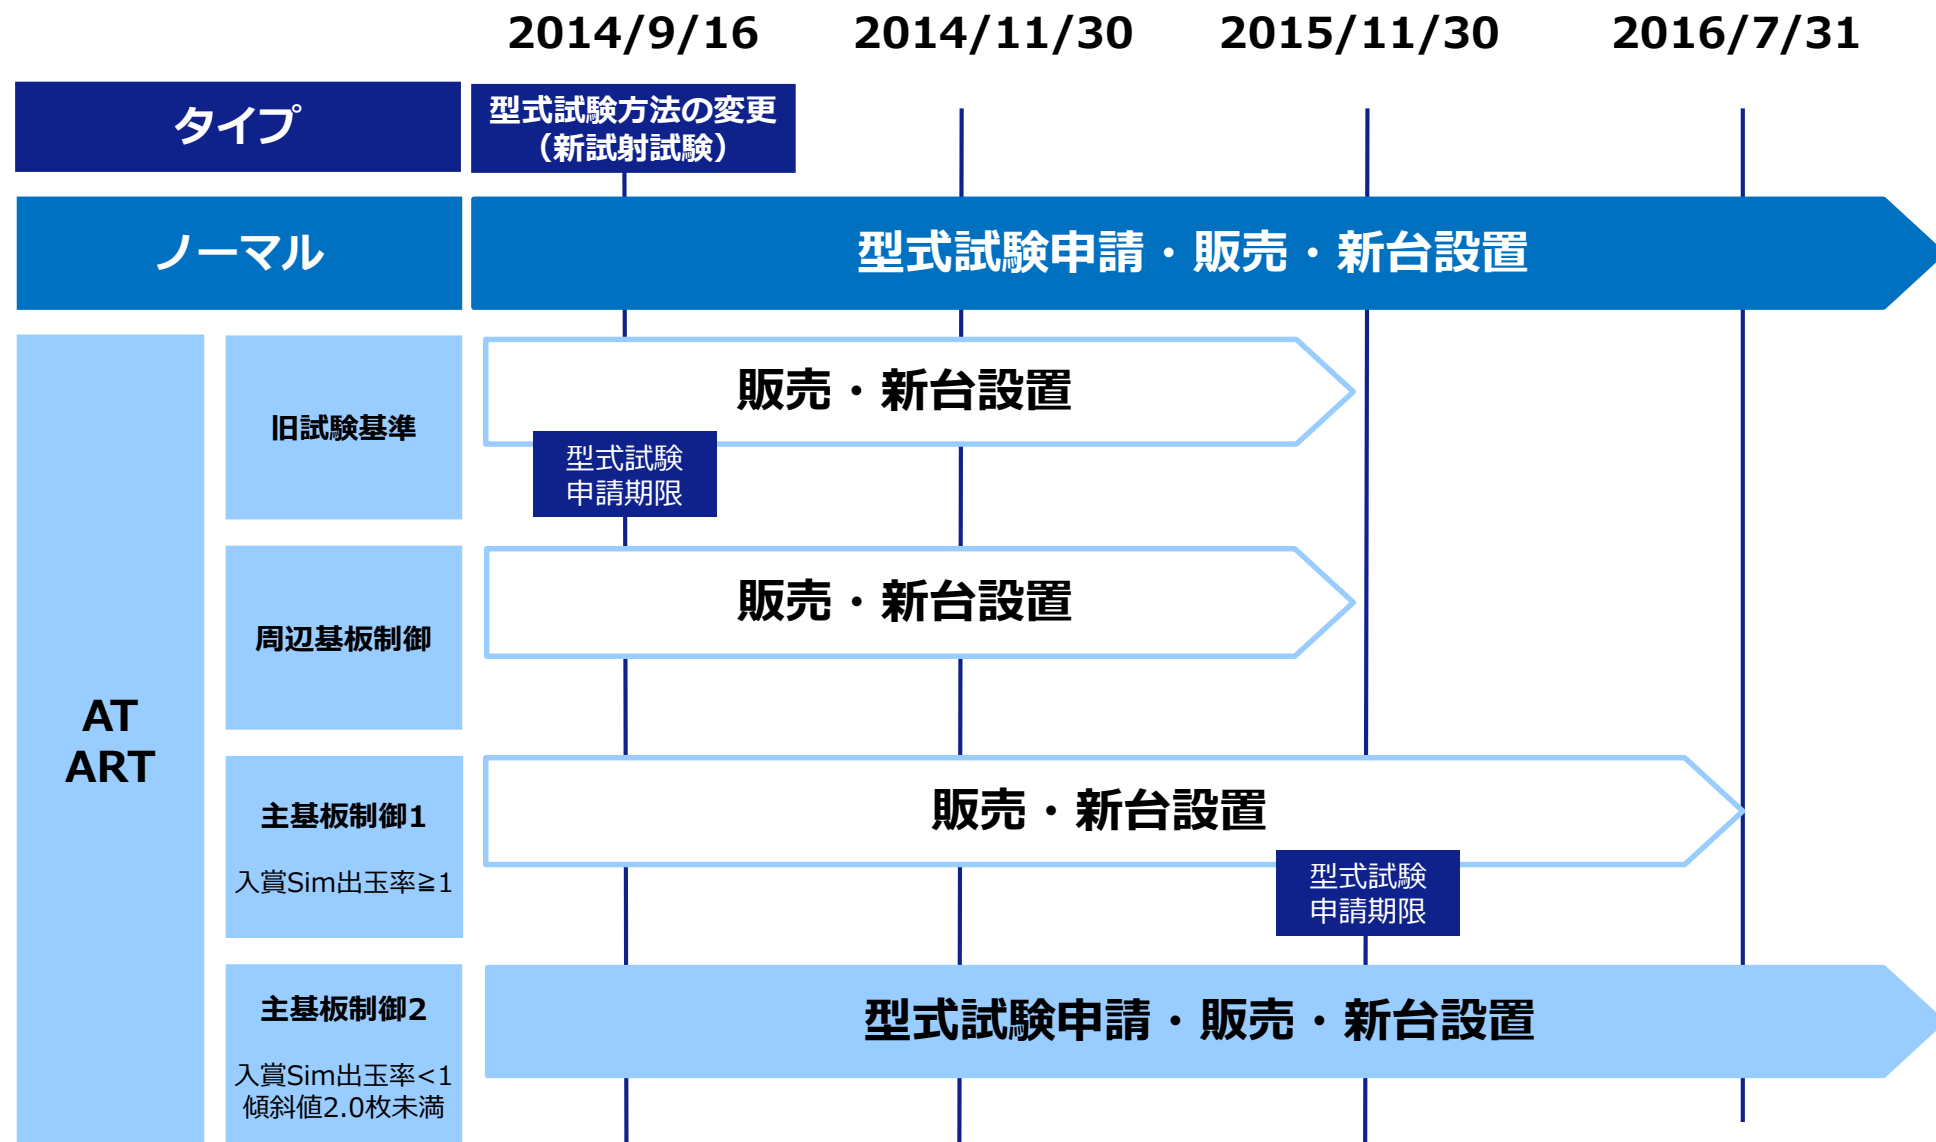 2014/9/16
2014/11/30
2015/11/30
2016/7/31
タイプ
型式試験方法の変更
（新試射試験）
ノーマル
型式試験申請・販売・新台設置
AT
ART
旧試験基準
販売・新台設置
型式試験
申請期限
周辺基板制御
販売・新台設置
主基板制御1
入賞Sim出玉率≧1
販売・新台設置
型式試験
申請期限
主基板制御2
入賞Sim出玉率<1
傾斜値2.0枚未満
型式試験申請・販売・新台設置